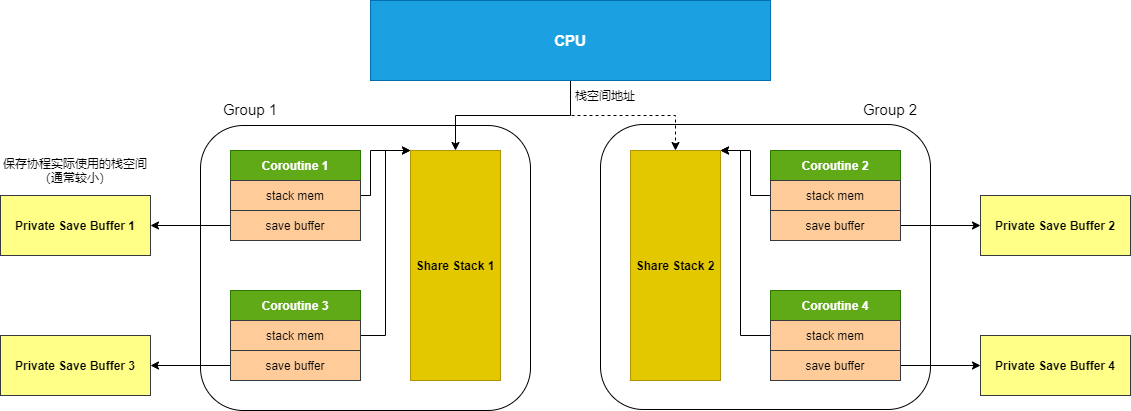 CPU
栈空间地址
Group 1
Group 2
保存协程实际使用的栈空间
（通常较小）
Private Save Buffer 1
Coroutine 1
stack mem
save buffer
Share Stack 1
Coroutine 3
stack mem
save buffer
Private Save Buffer 3
Share Stack 2
Coroutine 2
stack mem
save buffer
Private Save Buffer 2
Coroutine 4
stack mem
save buffer
Private Save Buffer 4